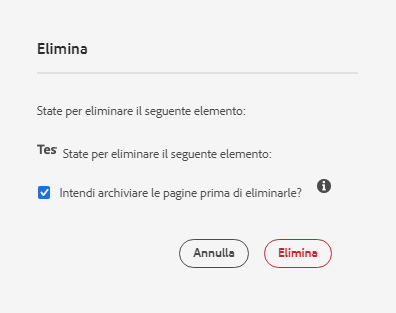 Elimina
State per eliminare il seguente elemento:
Tes State per eliminare il seguente elemento:
Intendi archiviare le pagine prima di eliminarle?
Annulla Elimina